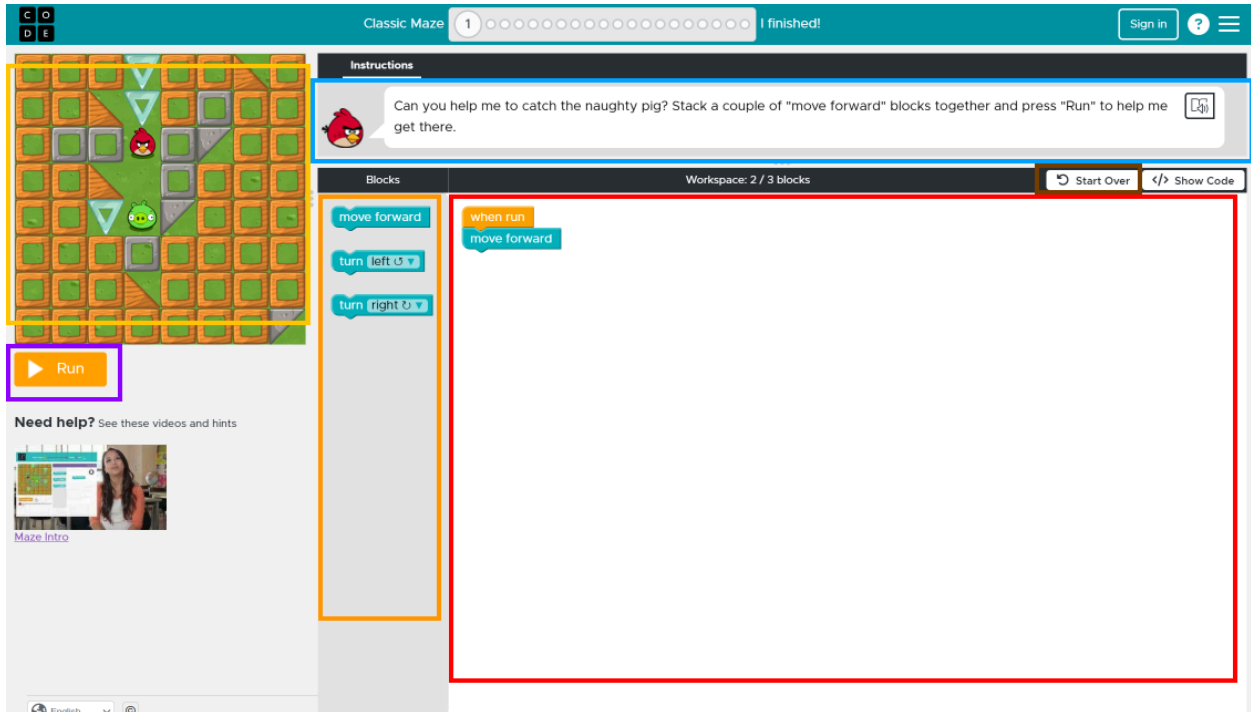 C O
D E
Classic Maze
1
I finished!
Sign in
?
Instructions
Can you help me to catch the naughty pig? Stack a couple of "move forward" blocks together and press "Run" to help me
get there.
Blocks
Workspace: 2 / 3 blocks
Start Over
</> Show Code
move forward
turn left ↺ ▼
turn right ↻ ▼
when run
move forward
Run
Need help? See these videos and hints
Maze Intro
English
©